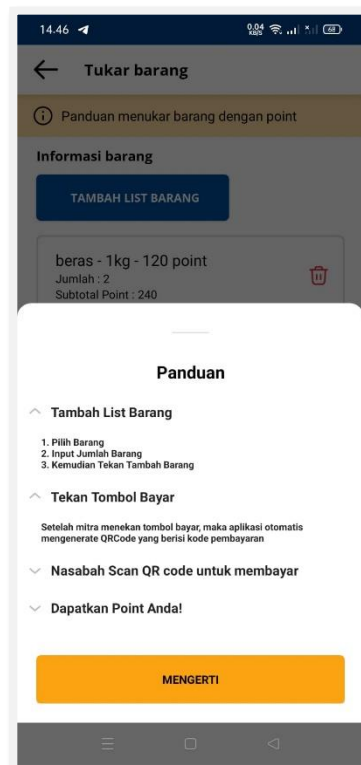 14.46
0.04
KB/S
68
Tukar barang
Panduan menukar barang dengan point
Informasi barang
TAMBAH LIST BARANG
beras - 1kg - 120 point
Jumlah : 2
Subtotal Point : 240
Panduan
Tambah List Barang
1. Pilih Barang
2. Input Jumlah Barang
3. Kemudian Tekan Tambah Barang
Tekan Tombol Bayar
Setelah mitra menekan tombol bayar, maka aplikasi otomatis
mengenerate QRCode yang berisi kode pembayaran
Nasabah Scan QR code untuk membayar
Dapatkan Point Anda!
MENGERTI